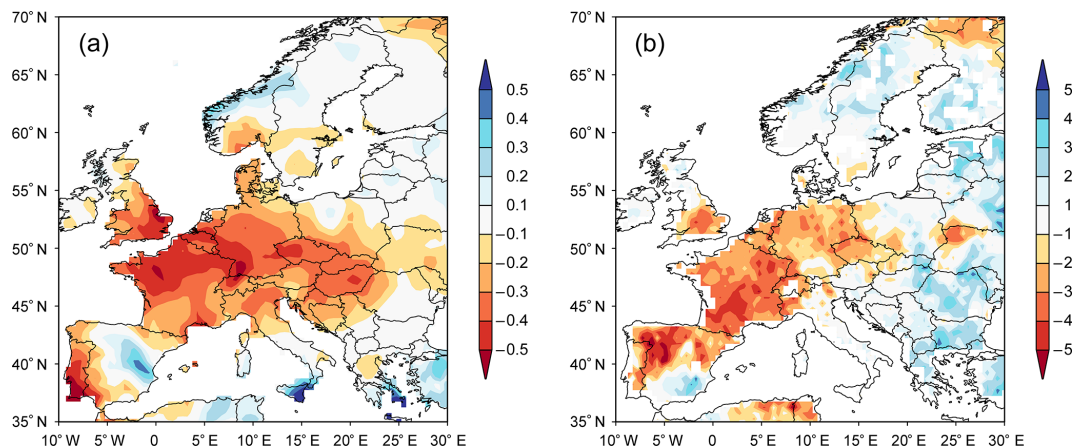 (a)
70° N
65° N
60° N
55° N
50° N
45° N
40° N
35° N
10° W
5° W
0
5° E
10° E
15° E
20° E
25° E
30° E
0.5
0.4
0.3
0.2
0.1
−0.1
−0.2
−0.3
−0.4
−0.5
(b)
70° N
65° N
60° N
55° N
50° N
45° N
40° N
35° N
10° W
5° W
0
5° E
10° E
15° E
20° E
25° E
30° E
5
4
3
2
1
−1
−2
−3
−4
−5